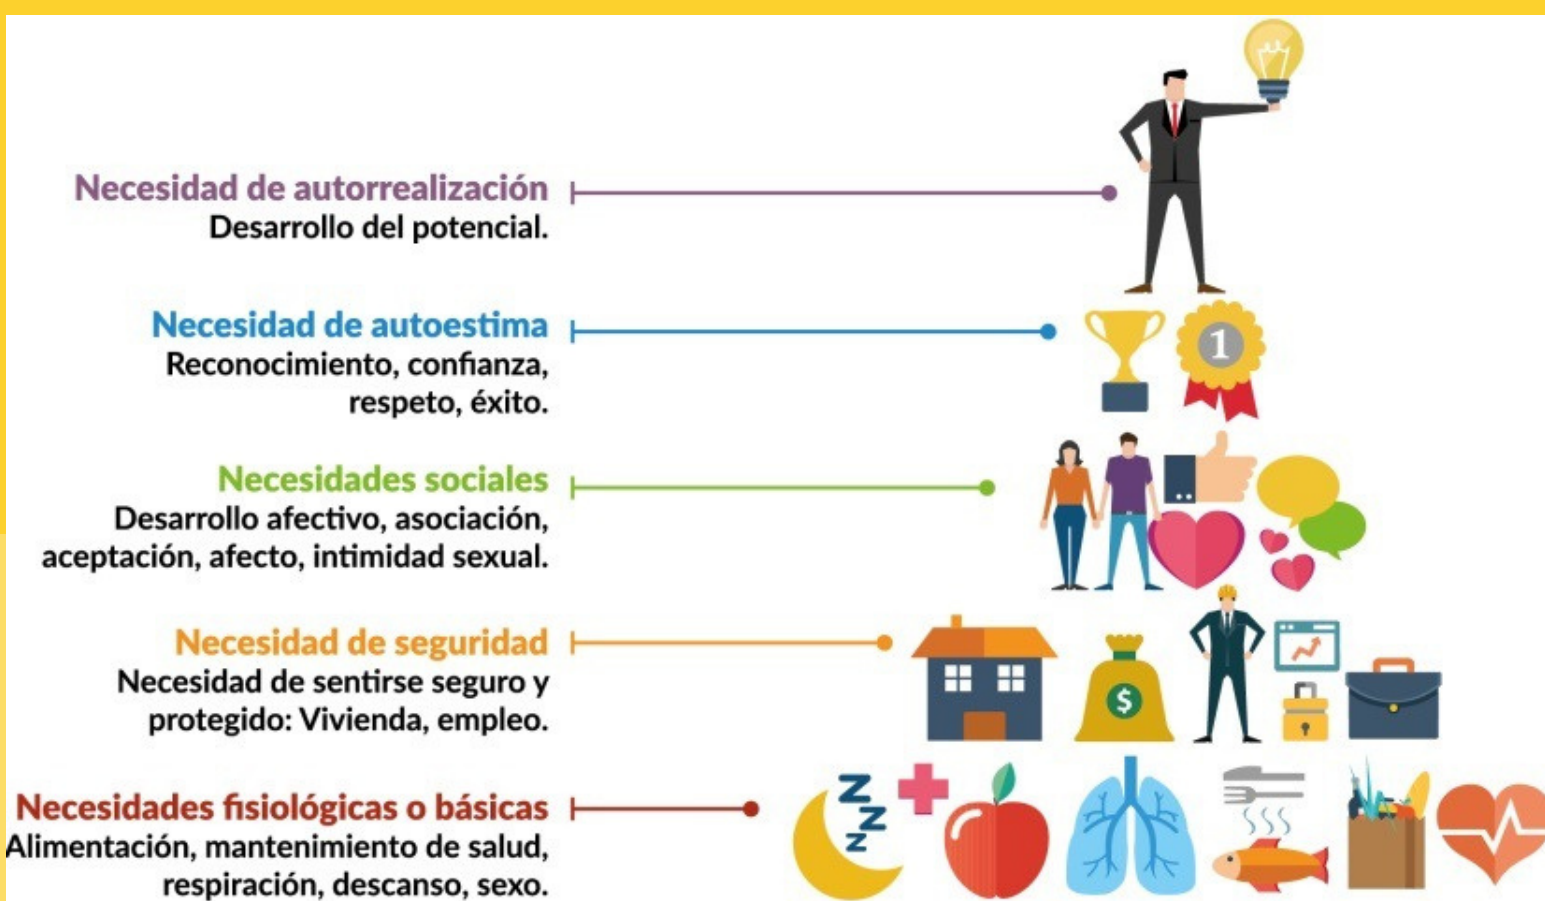 Necesidad de autorrealización
Desarrollo del potencial.
Necesidad de autoestima
Reconocimiento, confianza,
respeto, éxito.
1
Necesidades sociales
Desarrollo afectivo, asociación,
aceptación, afecto, intimidad sexual.
Necesidad de seguridad
Necesidad de sentirse seguro y
protegido: Vivienda, empleo.
$
Necesidades fisiológicas o básicas
Alimentación, mantenimiento de salud,
respiración, descanso, sexo.
Z
Z
Z